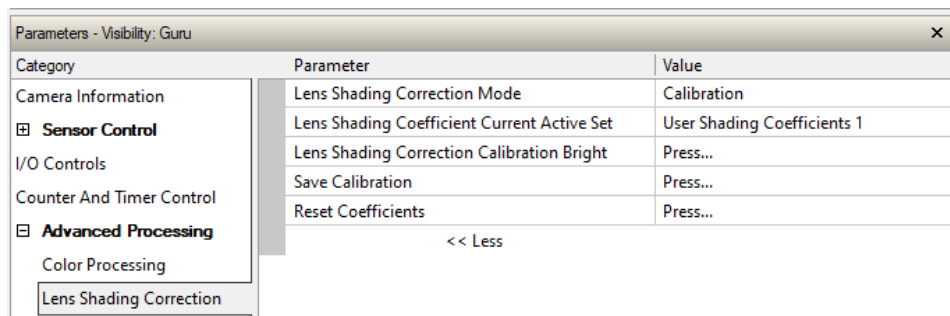 Parameters - Visibility: Guru
Category
Parameter
Value
Camera Information
Sensor Control
I/O Controls
Counter And Timer Control
Advanced Processing
Color Processing
Lens Shading Correction
Lens Shading Correction Mode Calibration
Lens Shading Coefficient Current Active Set User Shading Coefficients 1
Lens Shading Correction Calibration Bright Press...
Save Calibration Press...
Reset Coefficients Press...
<< Less